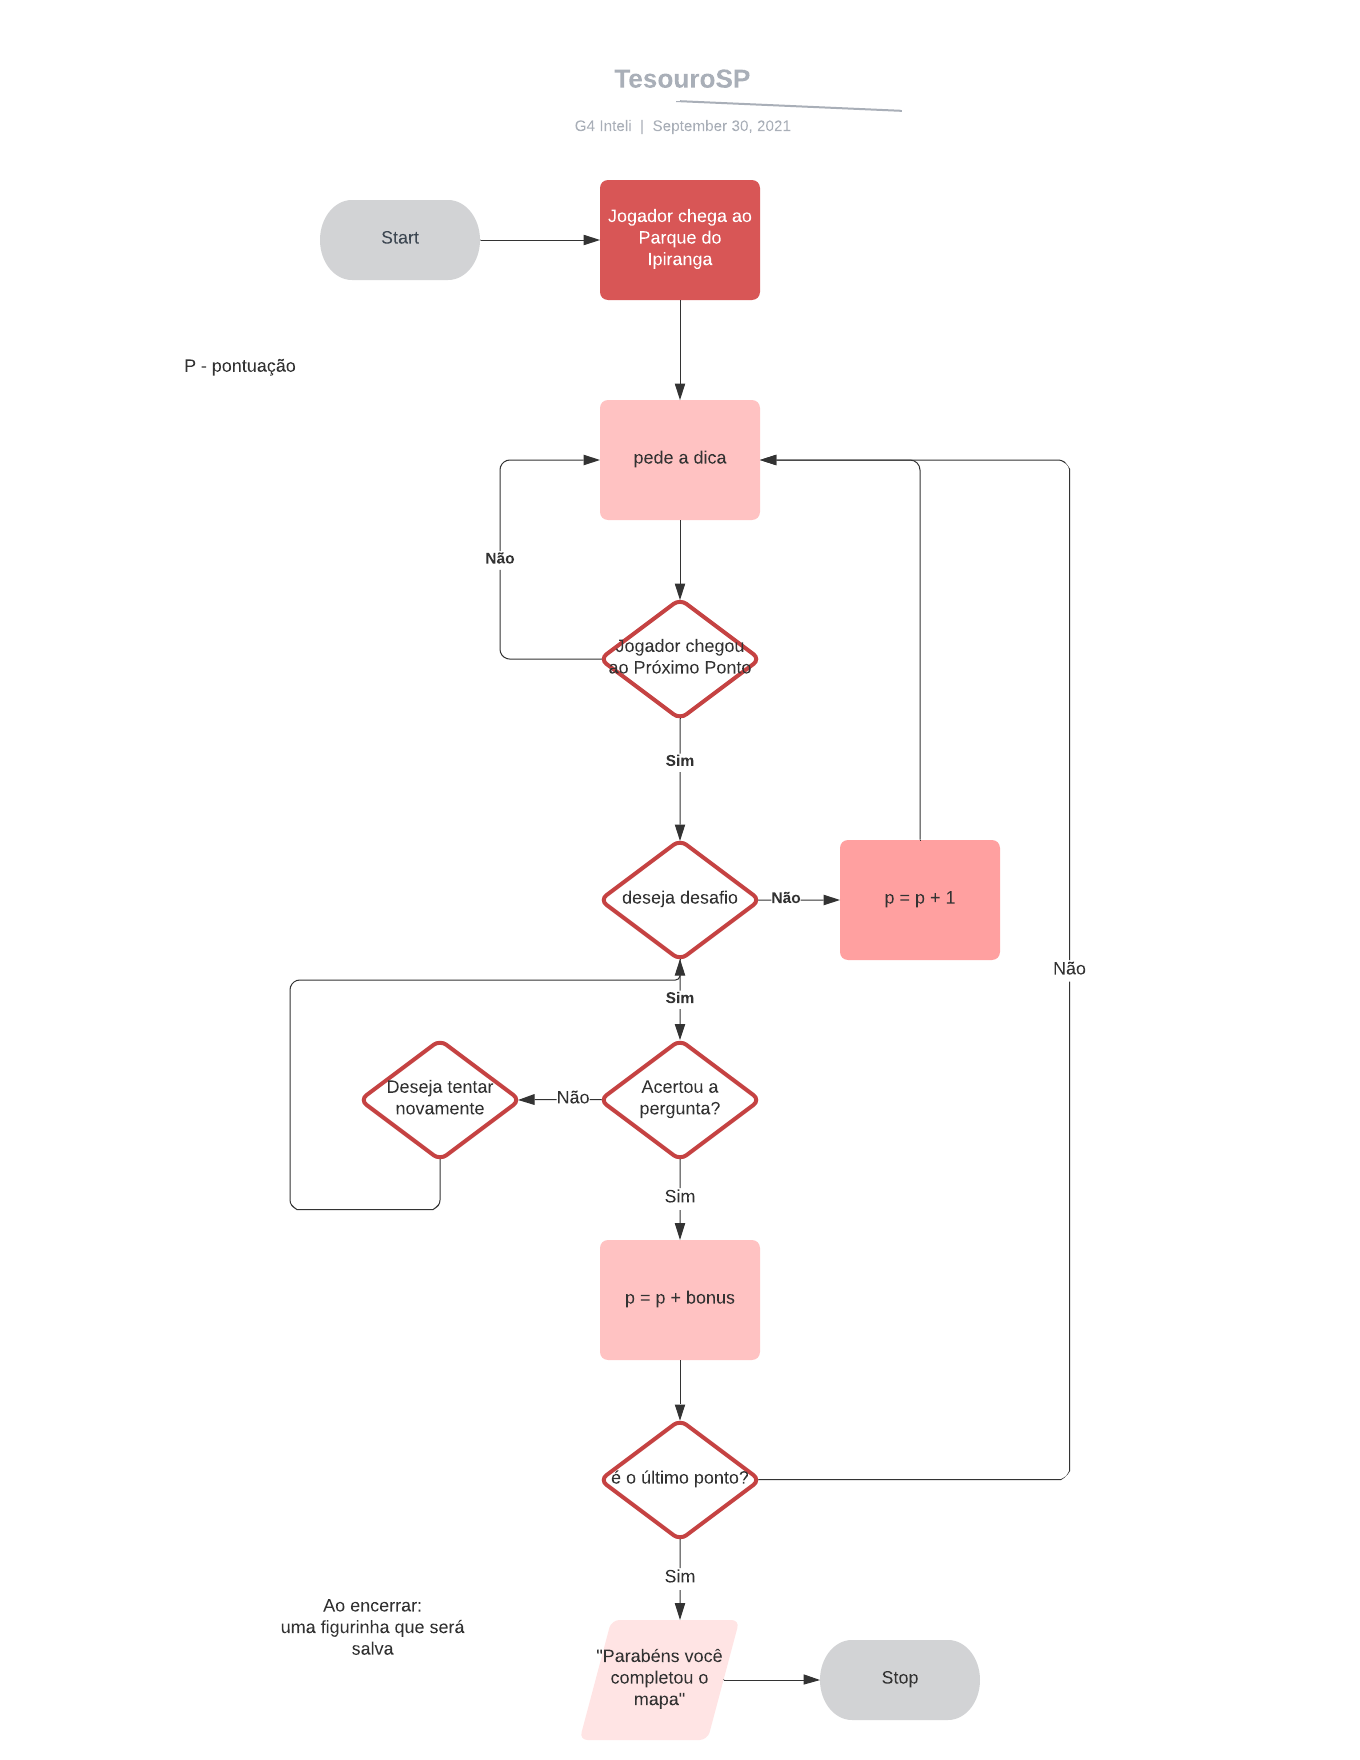 TesouroSP
G4 Inteli | September 30, 2021
Start
Jogador chega ao
Parque do
Ipiranga
P - pontuação
pede a dica
Não
Jogador chegou
ao Próximo Ponto
Sim
deseja desafio
Não
p = p + 1
Não
Sim
Deseja tentar
novamente
Não
Acertou a
pergunta?
Sim
p = p + bonus
é o último ponto?
Sim
Ao encerrar:
uma figurinha que será
salva
"Parabéns você
completou o
mapa"
Stop